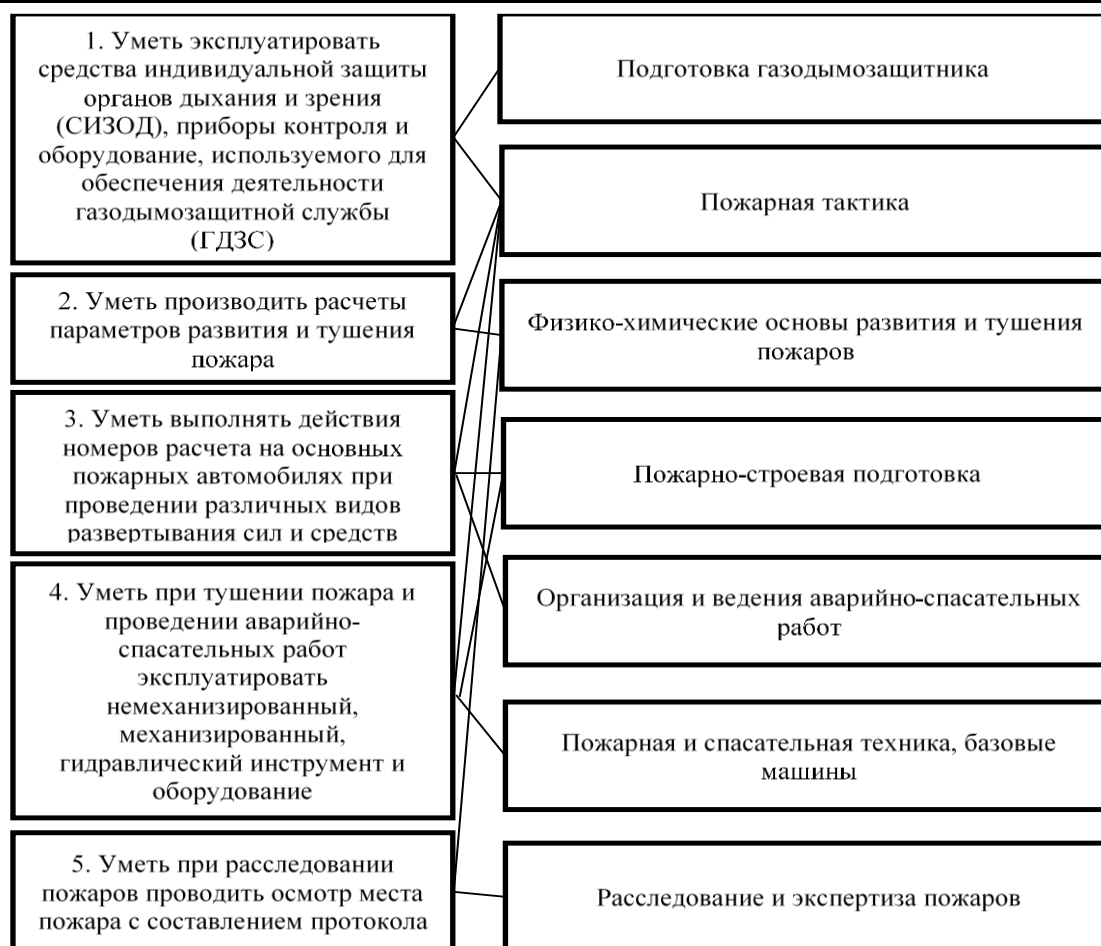 1. Уметь эксплуатировать
средства индивидуальной защиты
органов дыхания и зрения
(СИЗОД), приборы контроля и
оборудование, используемого для
обеспечения деятельности
газодымозащитной службы
(ГДЗС)
2. Уметь производить расчеты
параметров развития и тушения
пожара
3. Уметь выполнять действия
номеров расчета на основных
пожарных автомобилях при
проведении различных видов
развертывания сил и средств
4. Уметь при тушении пожара и
проведении аварийно-
спасательных работ
эксплуатировать
немеханизированный,
механизированный,
гидравлический инструмент и
оборудование
5. Уметь при расследовании
пожаров проводить осмотр места
пожара с составлением протокола
Подготовка газодымозащитника
Пожарная тактика
Физико-химические основы развития и тушения
пожаров
Пожарно-строевая подготовка
Организация и ведения аварийно-спасательных
работ
Пожарная и спасательная техника, базовые
машины
Расследование и экспертиза пожаров